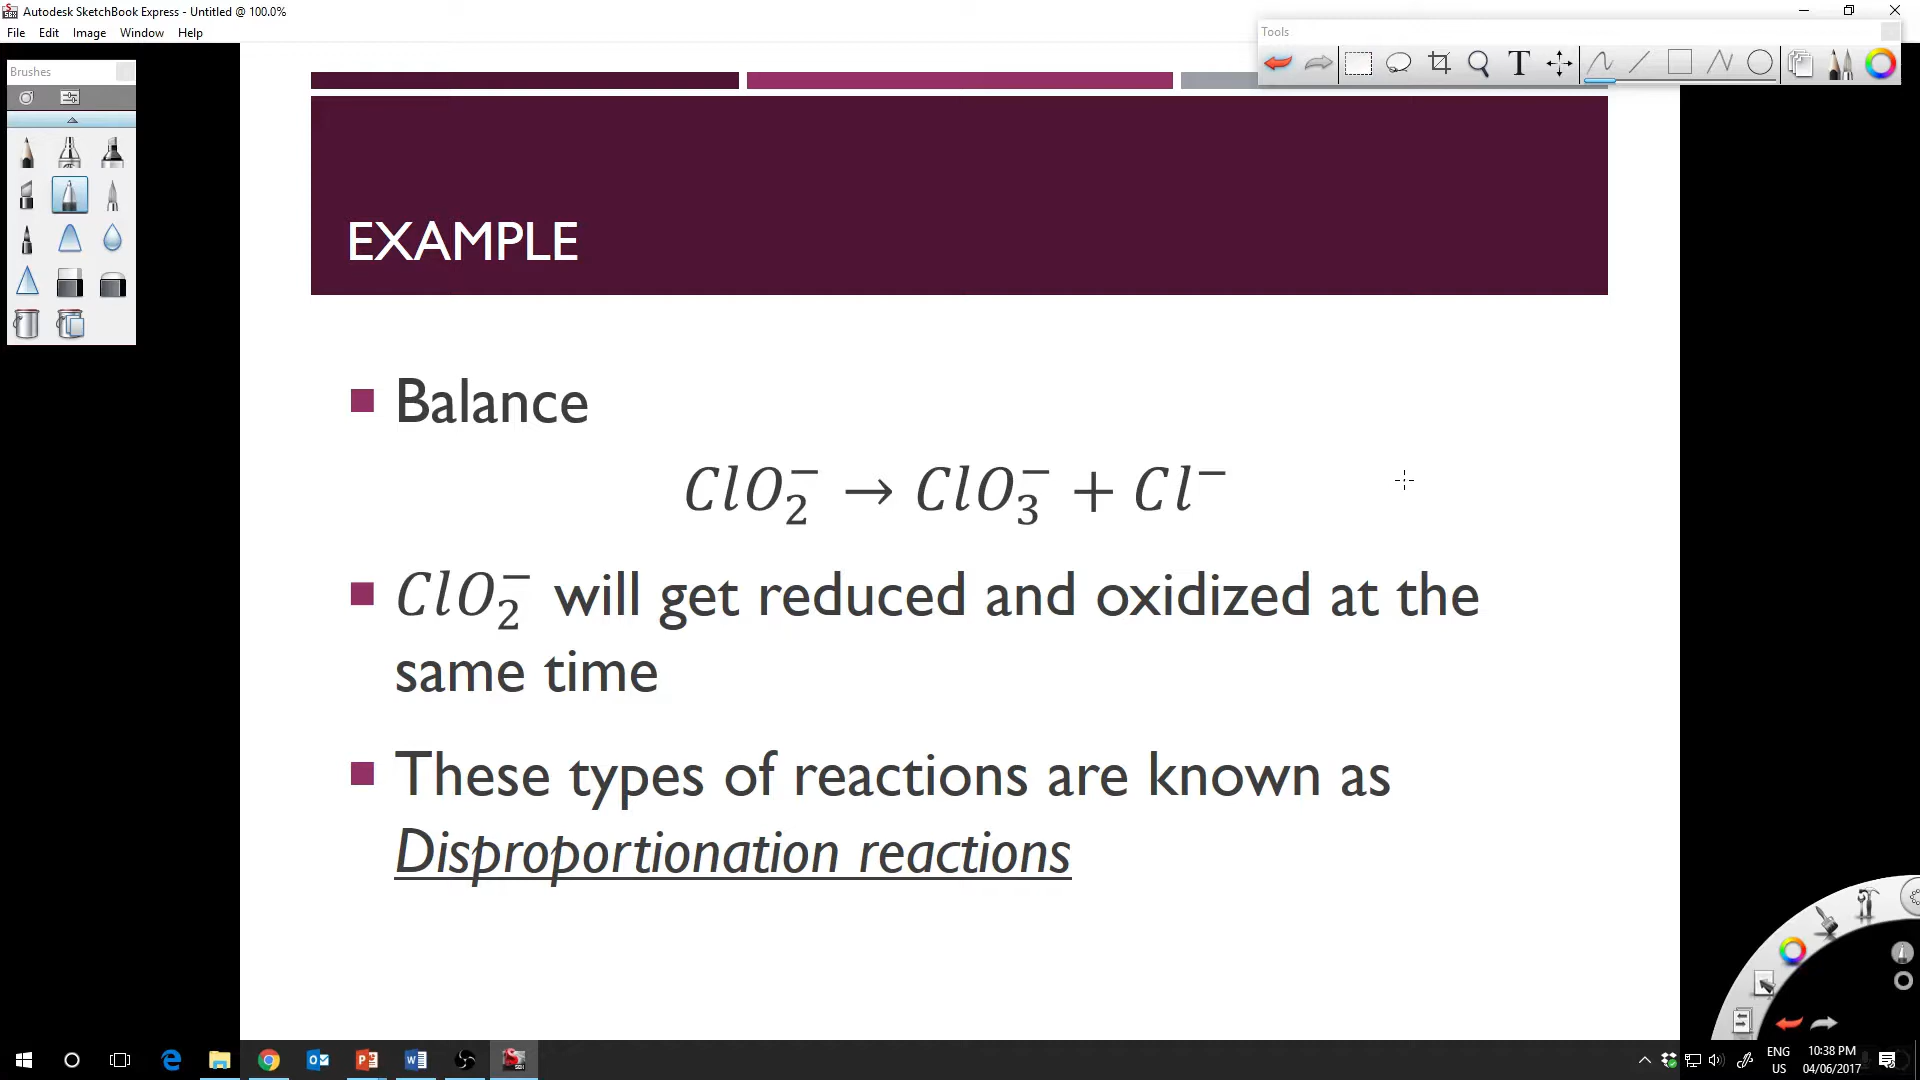 Autodesk SketchBook Express - Untitled @ 100.0%
File Edit Image Window Help
Tools
Brushes
EXAMPLE
Balance
ClO₂⁻ → ClO₃⁻ + Cl⁻
ClO₂⁻ will get reduced and oxidized at the
same time
These types of reactions are known as
Disproportionation reactions
ENG
US
10:38 PM
04/06/2017